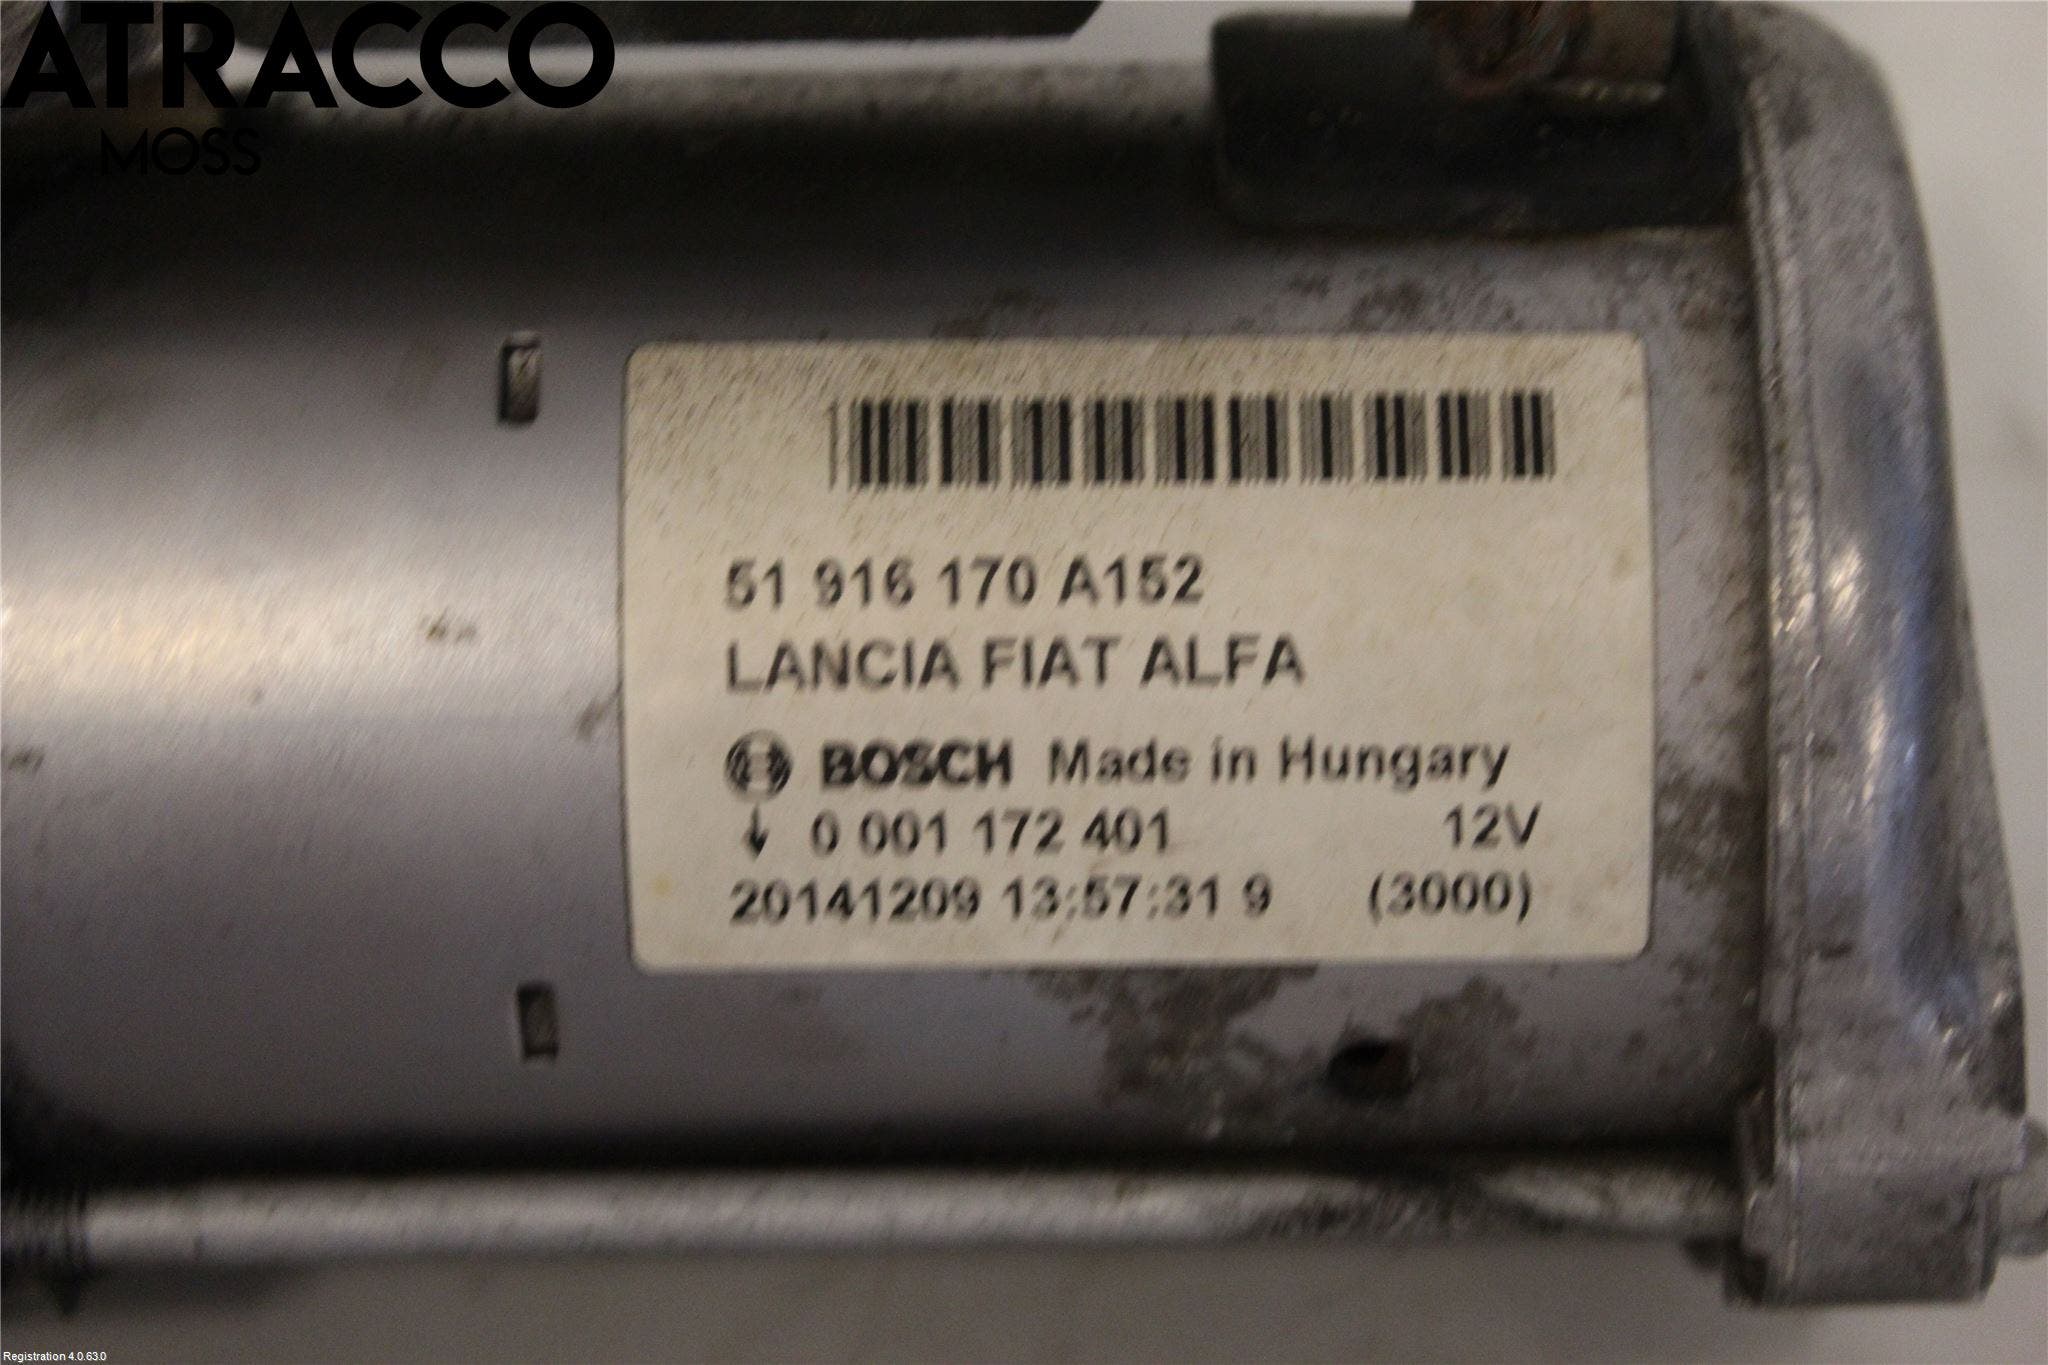 ATRACCO
MOSS
51 916 170 A152
LANCIA FIAT ALFA
BOSCH Made in Hungary
0 001 172 401 12V
20141209 13:57:31 9 (3000)
Registration 4.0.63.0